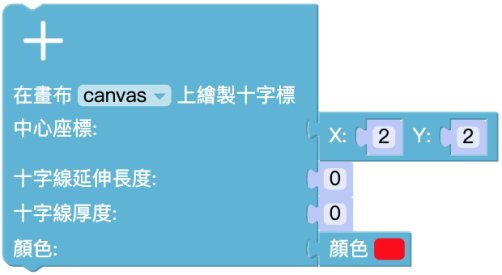 在畫布 canvas 上繪製十字標
中心座標: X: 2 Y: 2
十字線延伸長度: 0
十字線厚度: 0
顏色: 顏色